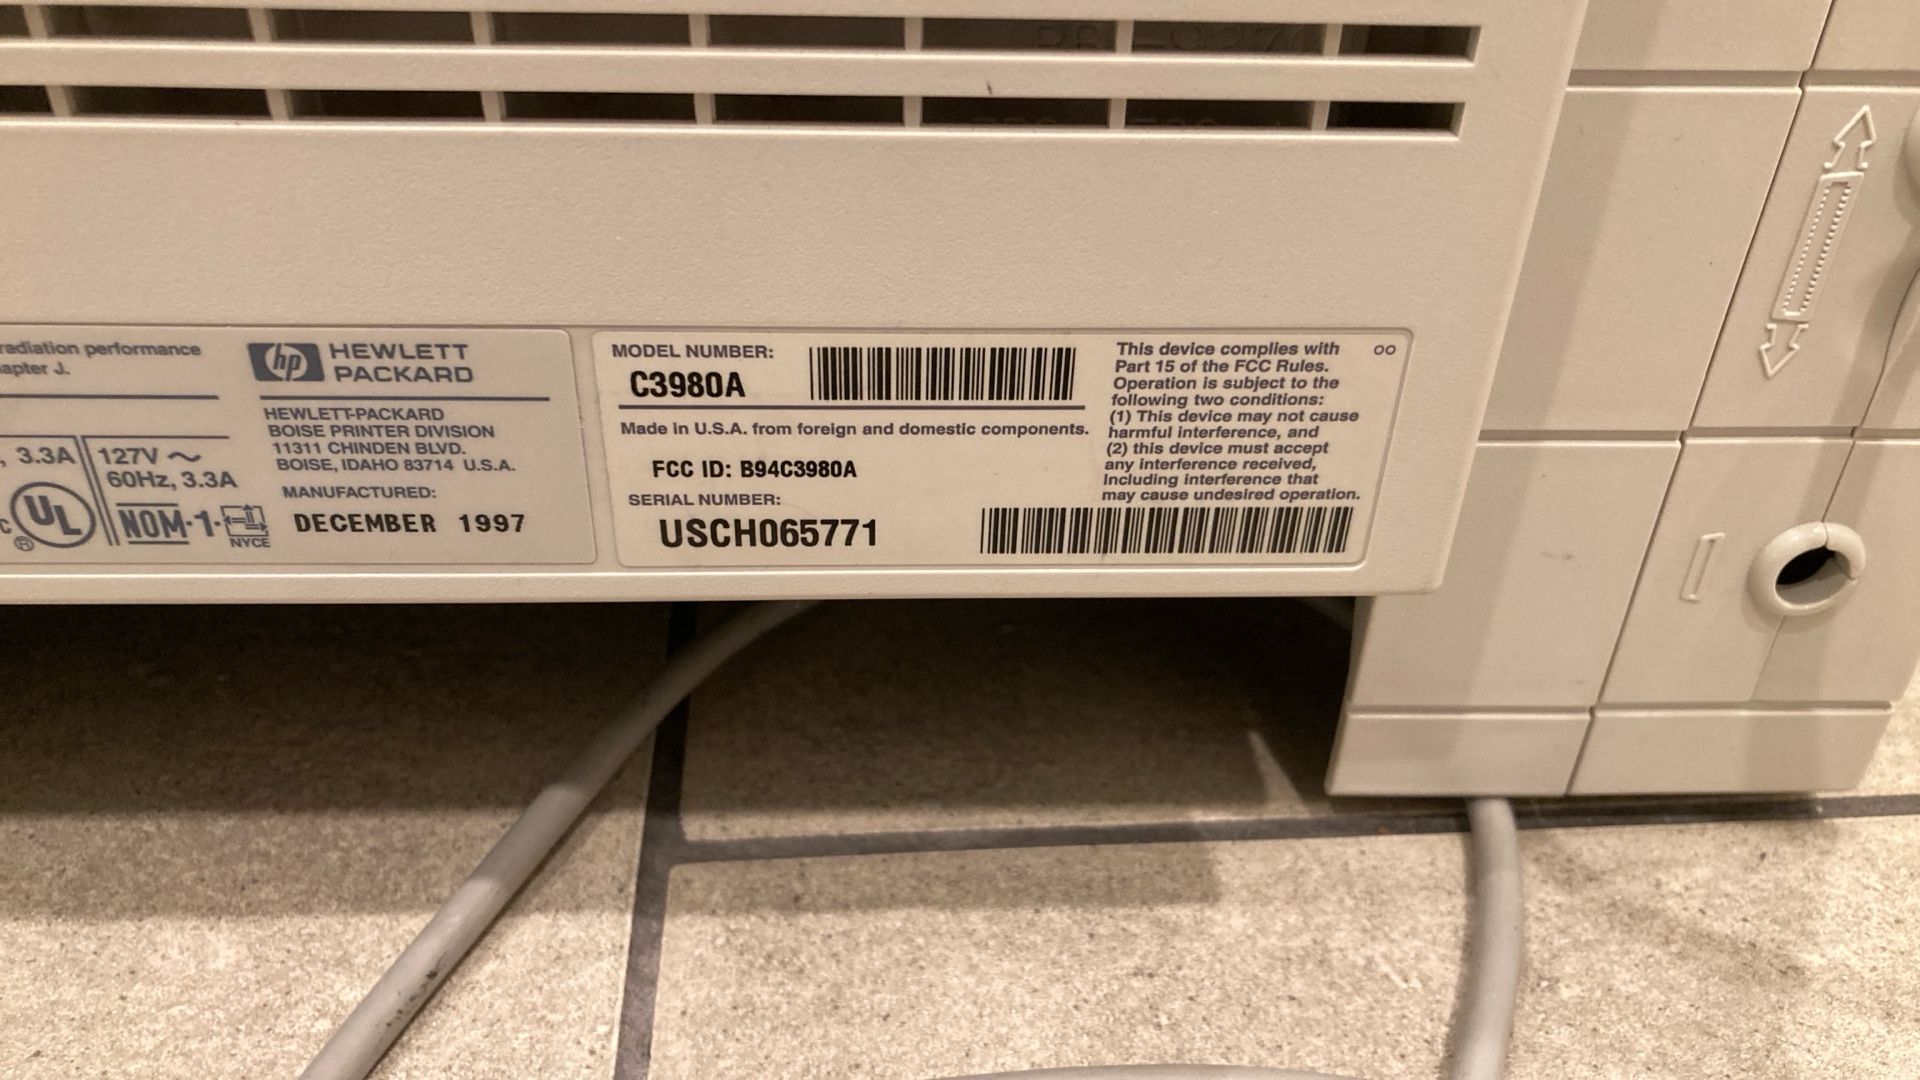 radiation performance
apter J.
, 3.3A
127V ~
60Hz, 3.3A
C UL ®
NOM-1-
NYCE
hp HEWLETT
PACKARD
HEWLETT-PACKARD
BOISE PRINTER DIVISION
11311 CHINDEN BLVD.
BOISE, IDAHO 83714 U.S.A.
MANUFACTURED:
DECEMBER 1997
MODEL NUMBER:
C3980A
Made in U.S.A. from foreign and domestic components.
FCC ID: B94C3980A
SERIAL NUMBER:
USCH065771
This device complies with
Part 15 of the FCC Rules.
Operation is subject to the
following two conditions:
(1) This device may not cause
harmful interference, and
(2) this device must accept
any interference received,
including interference that
may cause undesired operation.